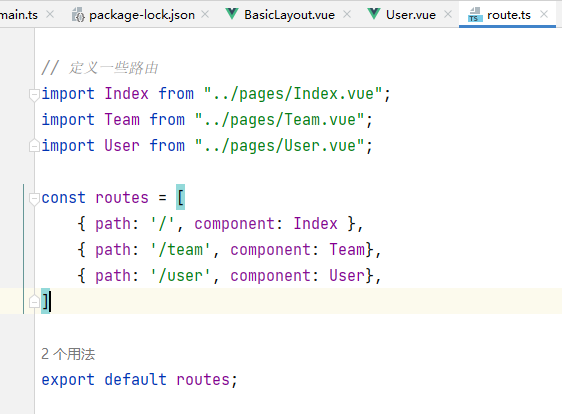 main.ts package-lock.json BasicLayout.vue User.vue TS route.ts
// 定义一些路由
import Index from "../pages/Index.vue";
import Team from "../pages/Team.vue";
import User from "../pages/User.vue";
const routes = [
{ path: '/', component: Index },
{ path: '/team', component: Team},
{ path: '/user', component: User},
]
2 个用法
export default routes;